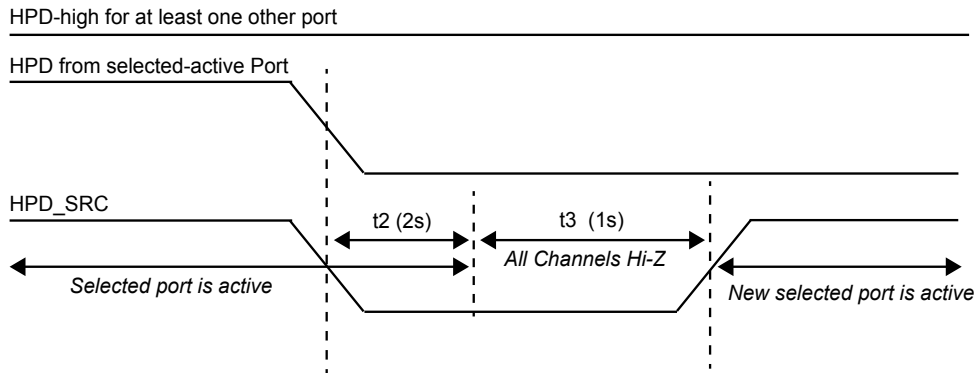 HPD-high for at least one other port
HPD from selected-active Port
HPD_SRC
t2 (2s)
t3 (1s)
All Channels Hi-Z
Selected port is active
New selected port is active